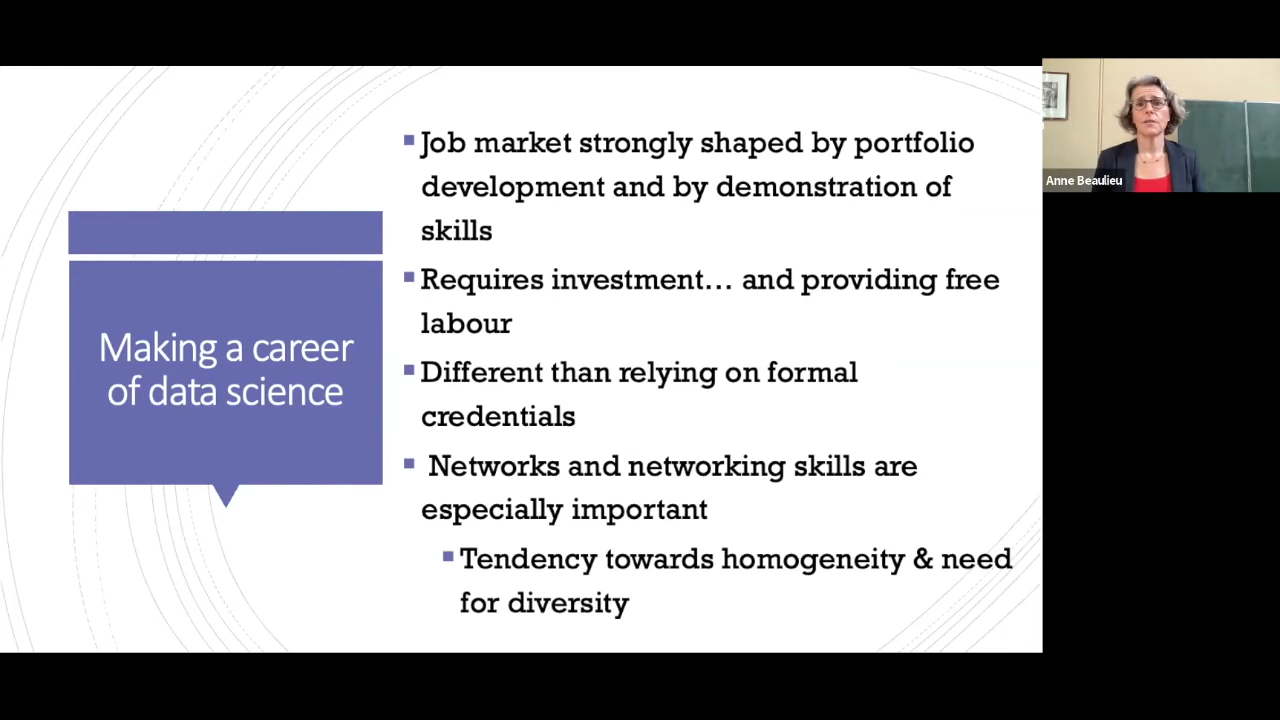 Making a career
of data science
Job market strongly shaped by portfolio
development and by demonstration of
skills
Requires investment… and providing free
labour
Different than relying on formal
credentials
Networks and networking skills are
especially important
Tendency towards homogeneity & need
for diversity
Anne Beaulieu